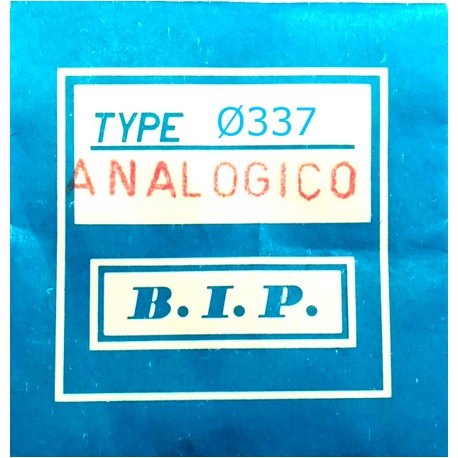 TYPE Ø337
ANALOGICO
B.I.P.